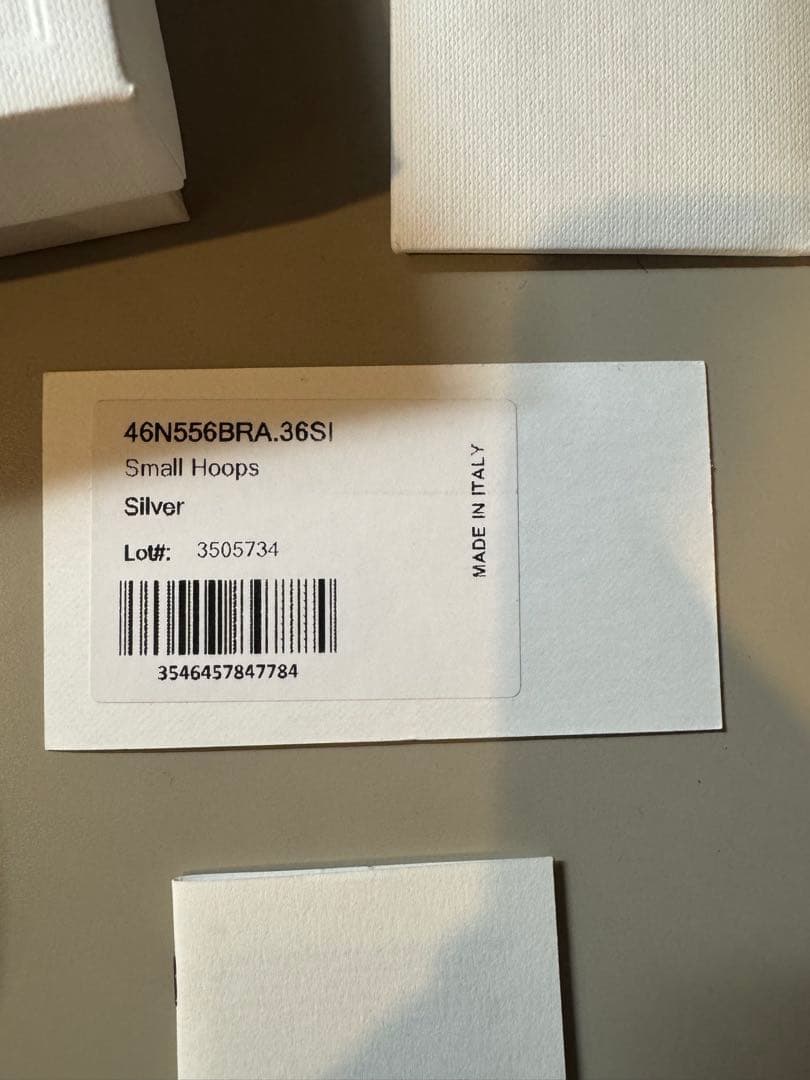 46N556BRA.36SI
Small Hoops
Silver
Lot#: 3505734
3546457847784
MADE IN ITALY